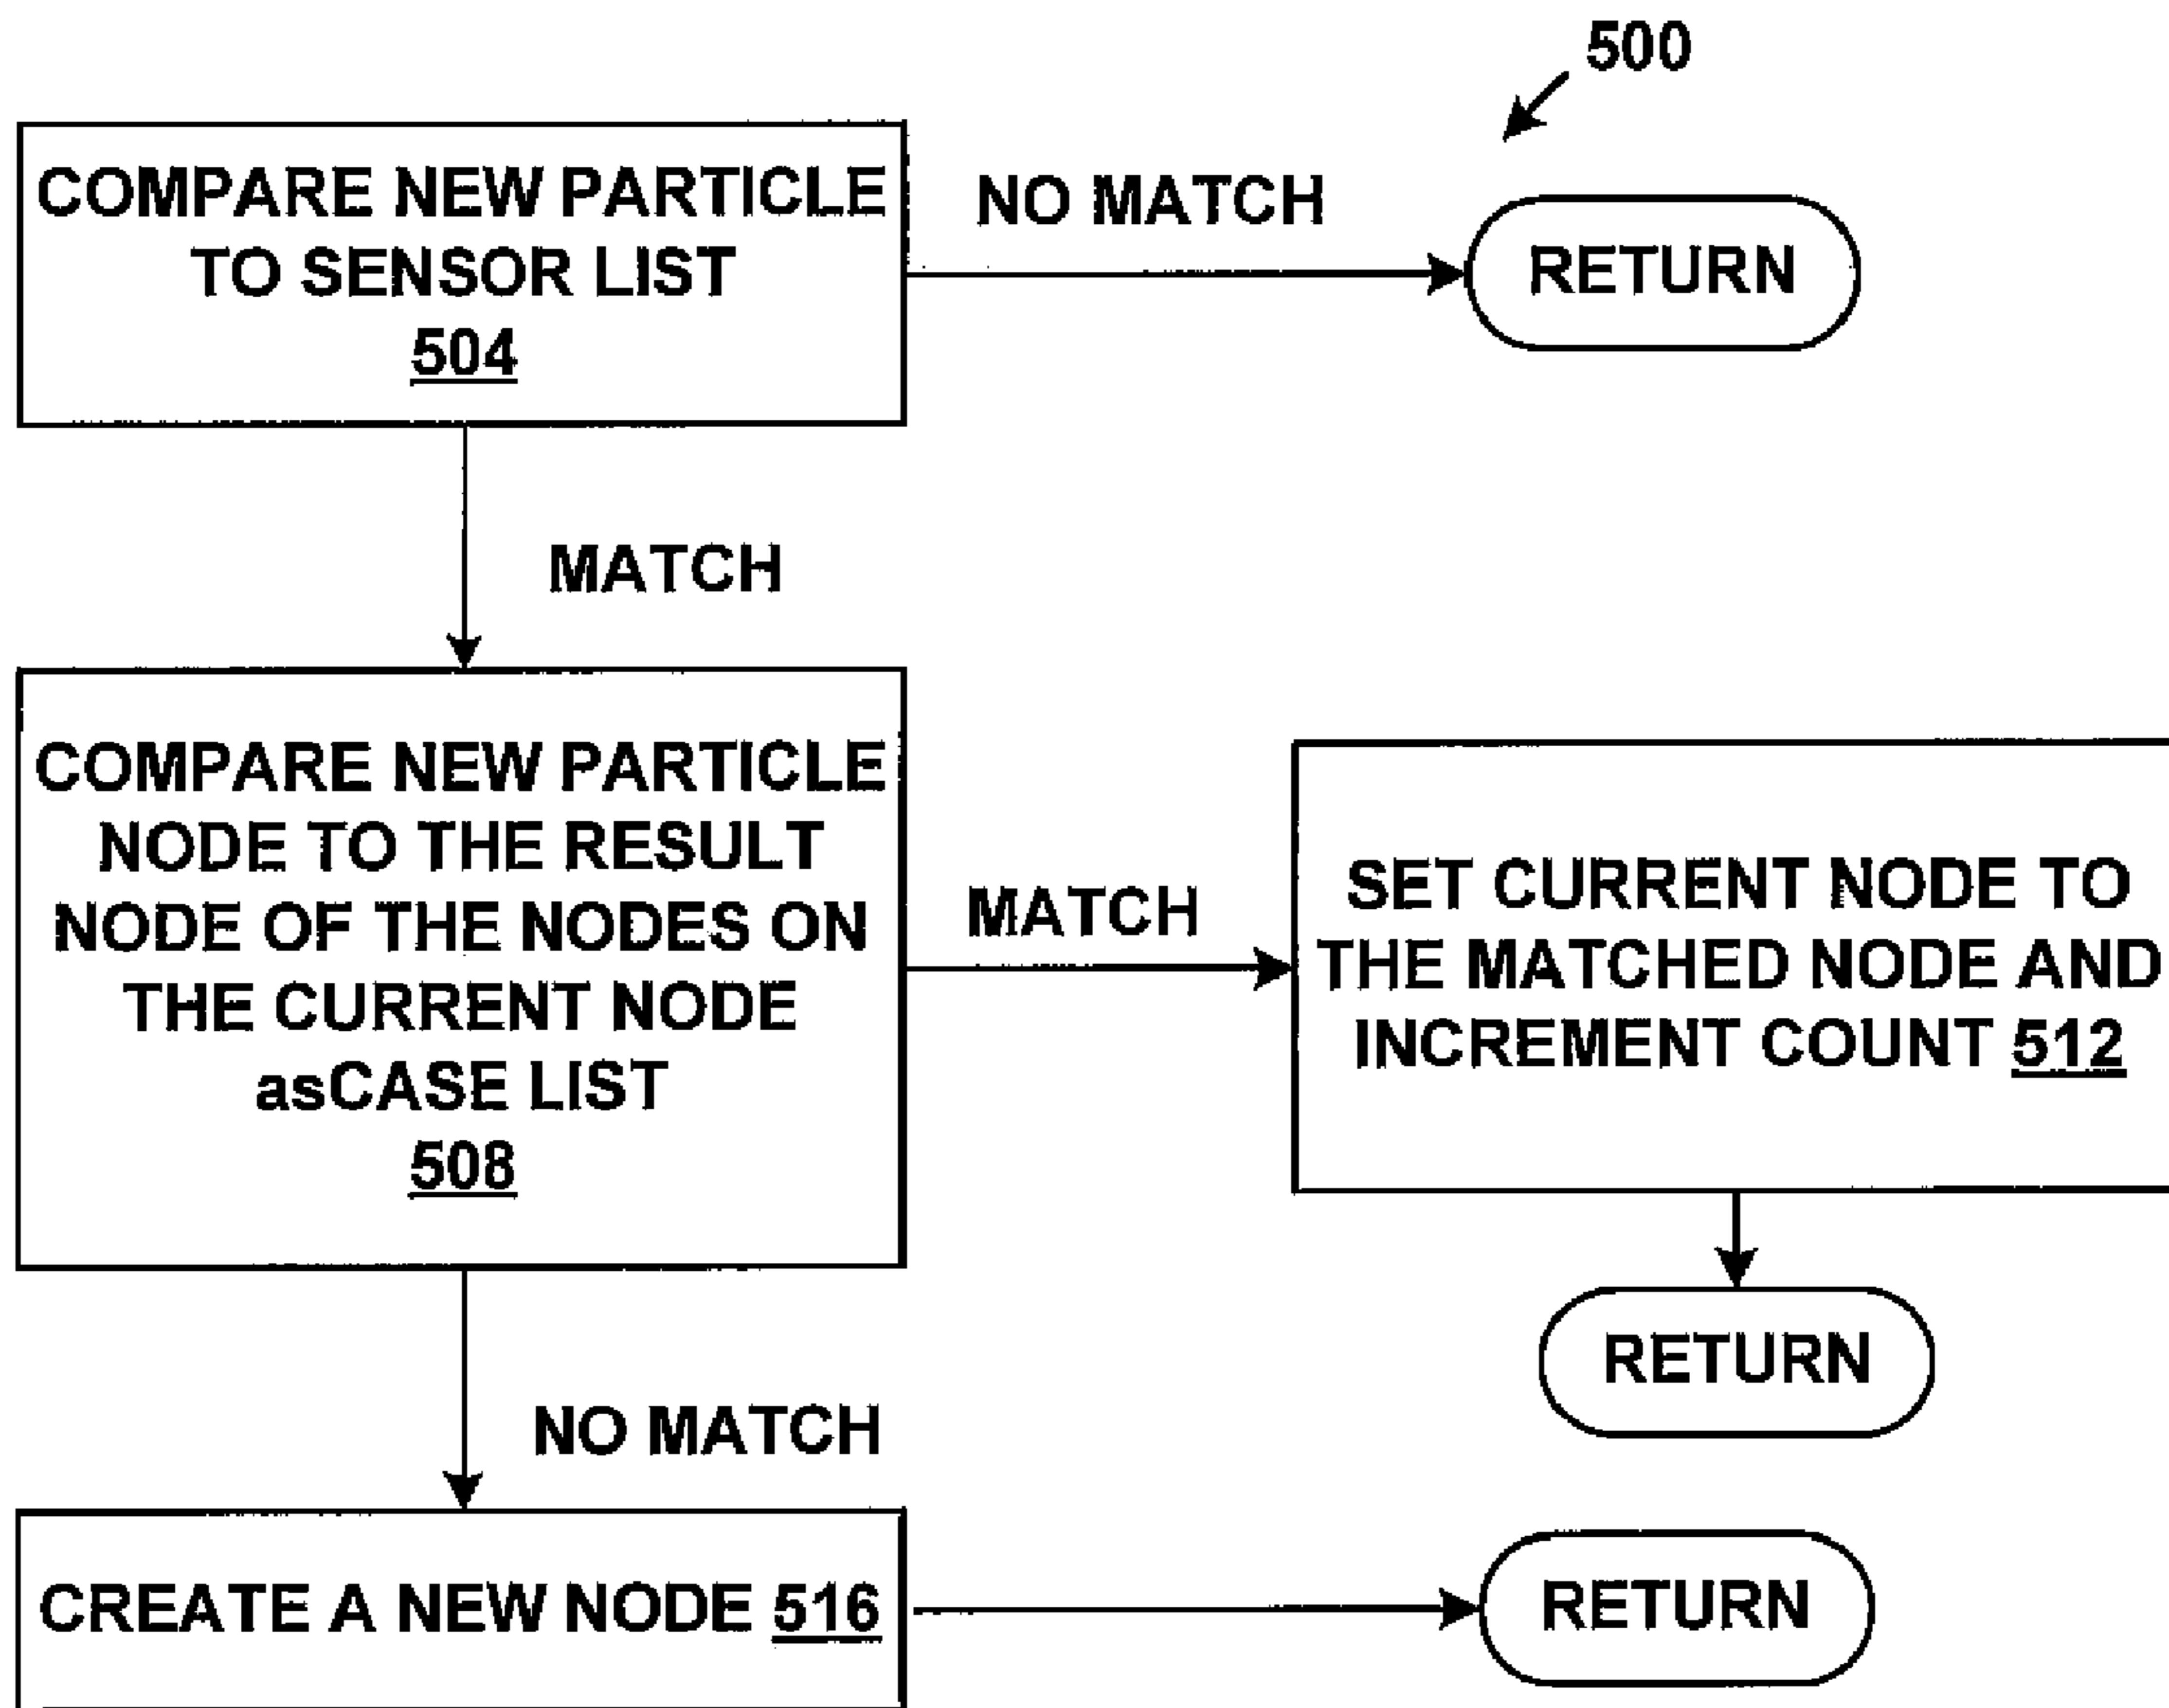 500
COMPARE NEW PARTICLE
TO SENSOR LIST
504
NO MATCH
RETURN
MATCH
COMPARE NEW PARTICLE
NODE TO THE RESULT
NODE OF THE NODES ON
THE CURRENT NODE
asCASE LIST
508
MATCH
SET CURRENT NODE TO
THE MATCHED NODE AND
INCREMENT COUNT 512
RETURN
NO MATCH
CREATE A NEW NODE 516
RETURN